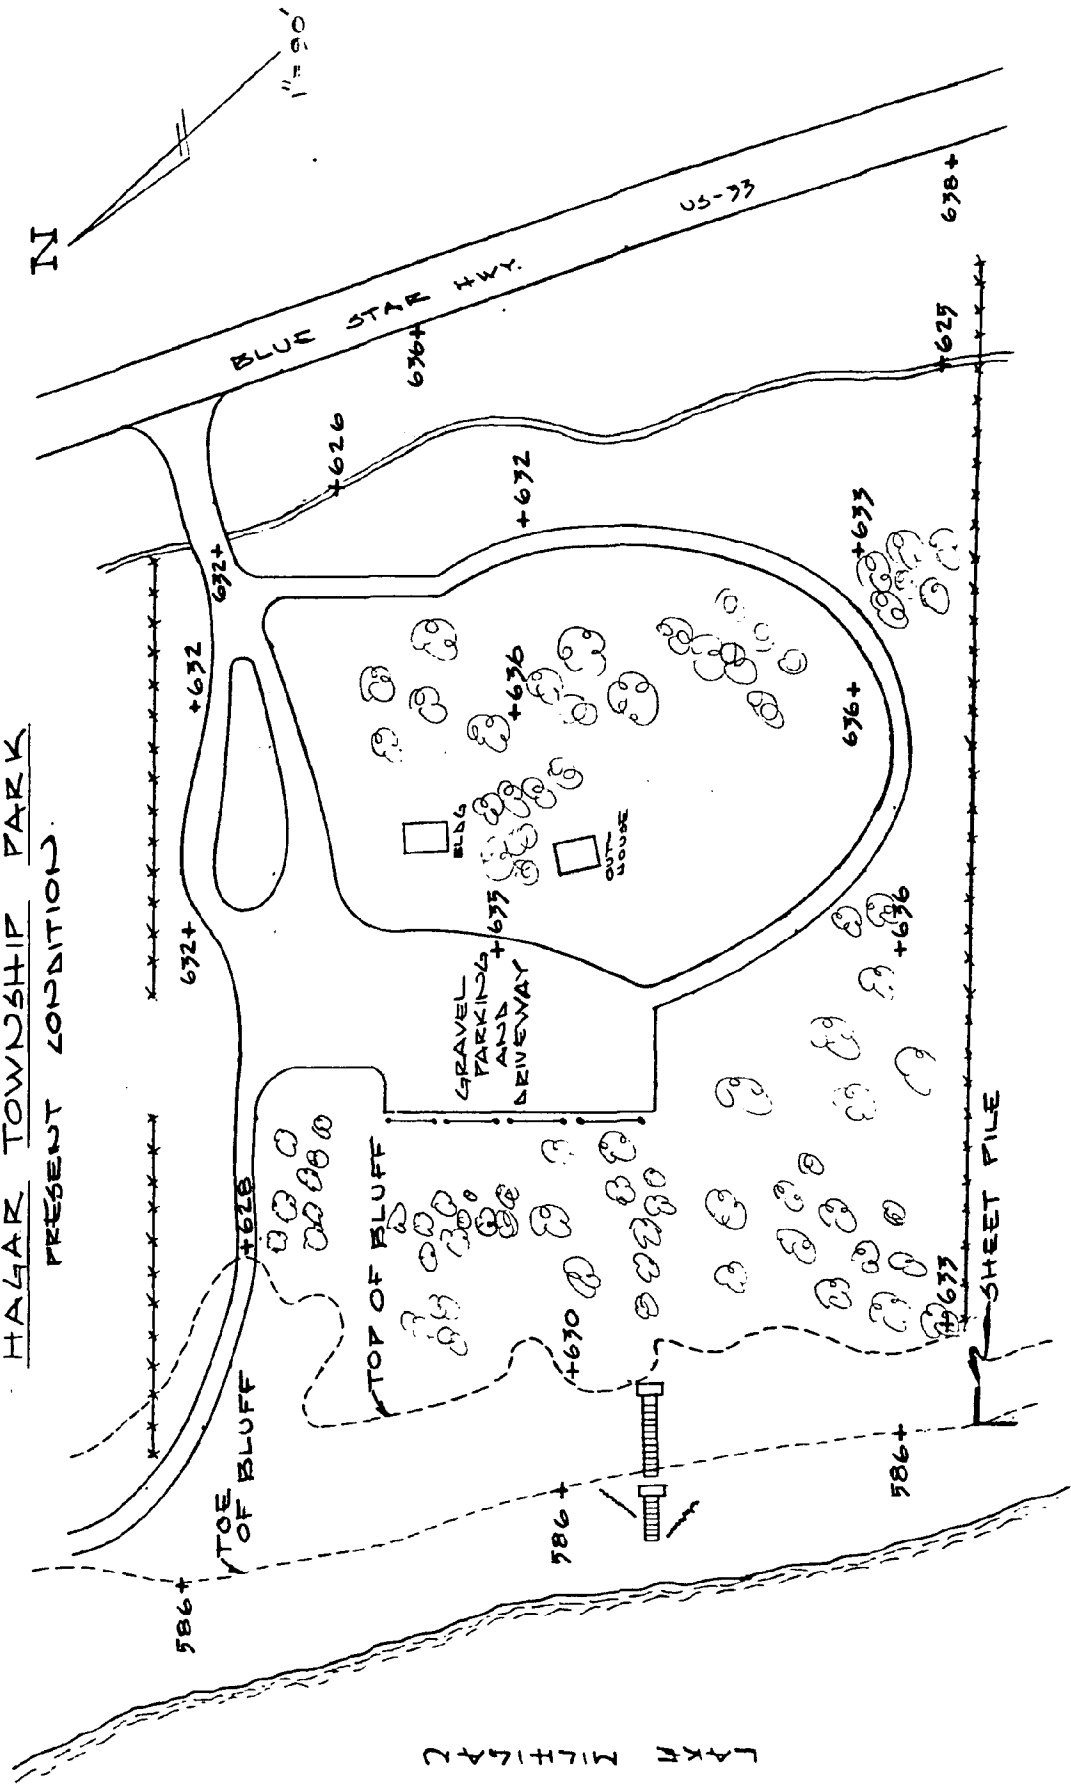 HAGAR TOWNSHIP PARK
PRESENT CONDITION.
N
1"=90'
BLUE STAR HWY.
US-33
638+
636+
+625
+626
+632
632+
+633
+632
+636
636+
BLDG
OUT-
HOUSE
632+
+635
+636
GRAVEL
PARKING
AND
DRIVEWAY
+628
TOP OF BLUFF
SHEET PILE
+633
+630
TOE
OF BLUFF
586+
586+
586+
LAKE MICHIGAN